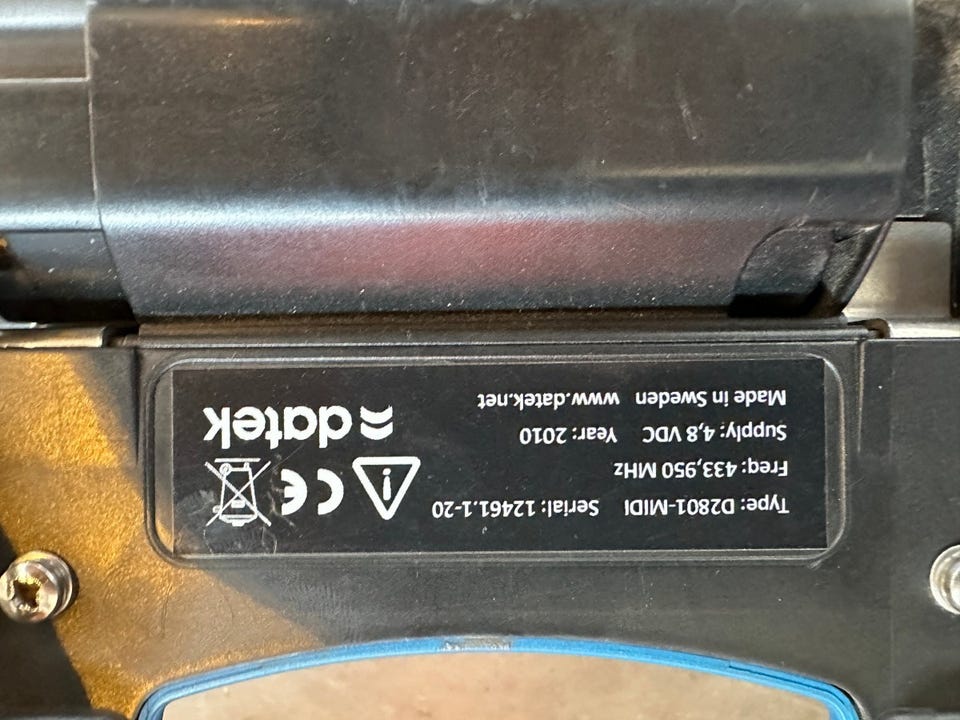 Type: D2801-MIDI Serial: 12461.1-20
Freq: 433,950 MHz
Supply: 4,8 VDC Year: 2010
Made in Sweden www.datek.net
CE
datek